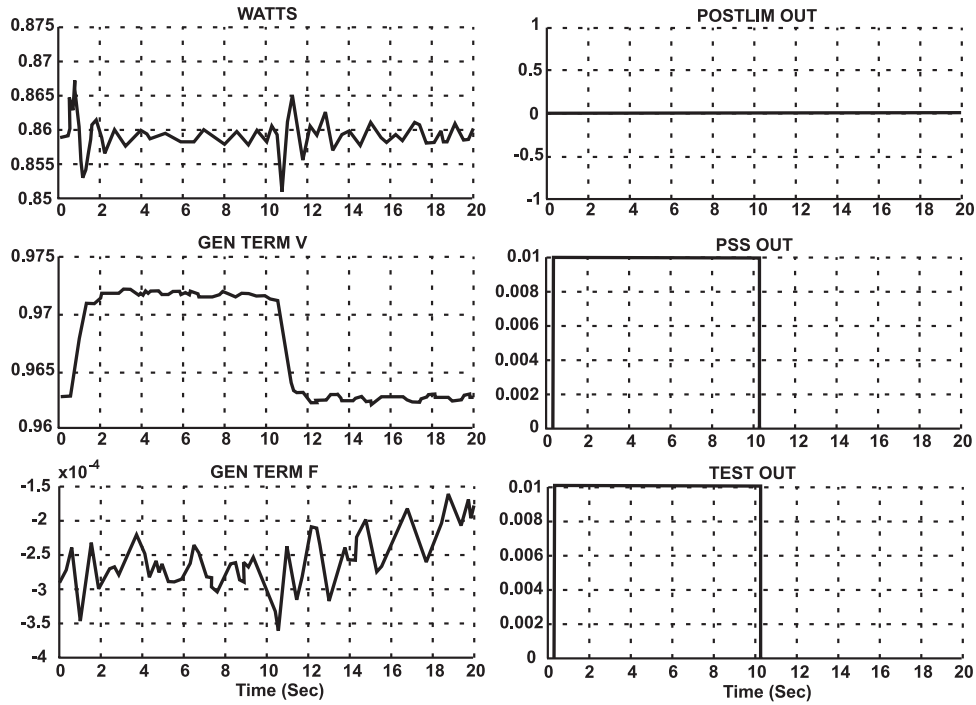 WATTS
0.875
0.87
0.865
0.86
0.855
0.85
0 2 4 6 8 10 12 14 16 18 20
POSTLIM OUT
1
0.5
0
-0.5
-1
0 2 4 6 8 10 12 14 16 18 20
GEN TERM V
0.975
0.97
0.965
0.96
0 2 4 6 8 10 12 14 16 18 20
PSS OUT
0.01
0.008
0.006
0.004
0.002
0
0 2 4 6 8 10 12 14 16 18 20
x10-4
GEN TERM F
-1.5
-2
-2.5
-3
-3.5
-4
0 2 4 6 8 10 12 14 16 18 20
Time (Sec)
TEST OUT
0.01
0.008
0.006
0.004
0.002
0
0 2 4 6 8 10 12 14 16 18 20
Time (Sec)